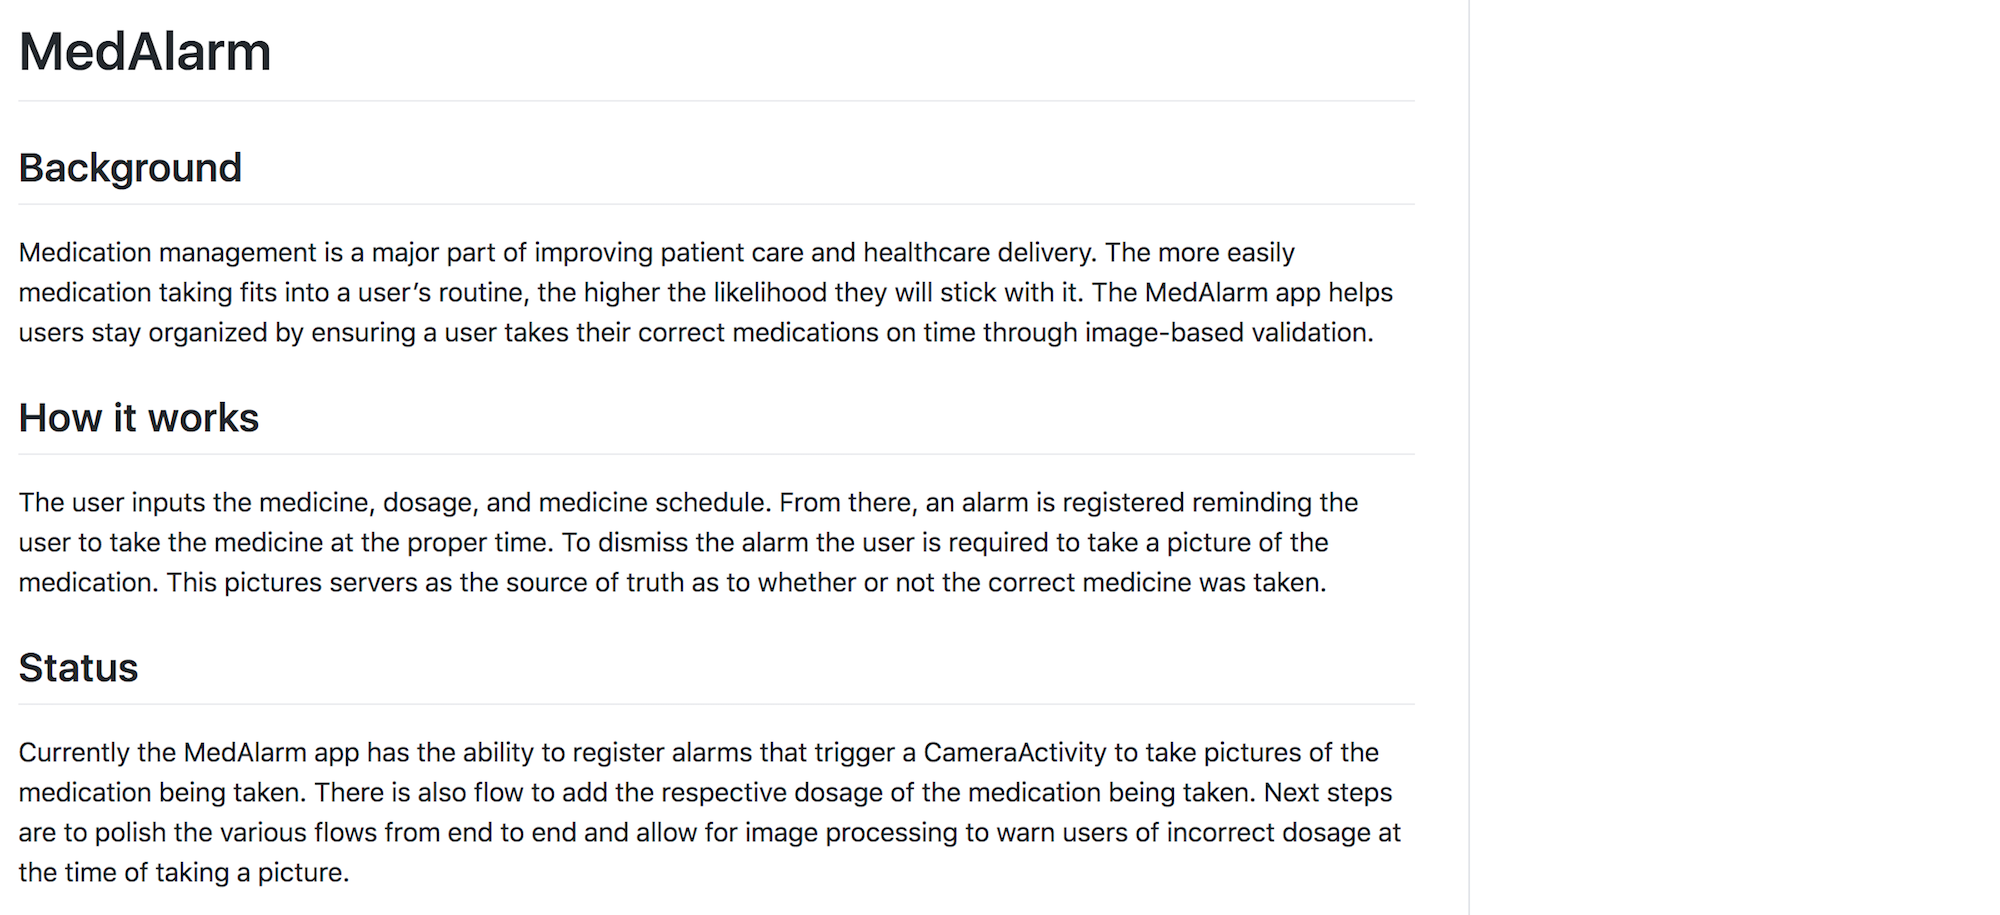 MedAlarm
Background
Medication management is a major part of improving patient care and healthcare delivery. The more easily
medication taking fits into a user’s routine, the higher the likelihood they will stick with it. The MedAlarm app helps
users stay organized by ensuring a user takes their correct medications on time through image-based validation.
How it works
The user inputs the medicine, dosage, and medicine schedule. From there, an alarm is registered reminding the
user to take the medicine at the proper time. To dismiss the alarm the user is required to take a picture of the
medication. This pictures servers as the source of truth as to whether or not the correct medicine was taken.
Status
Currently the MedAlarm app has the ability to register alarms that trigger a CameraActivity to take pictures of the
medication being taken. There is also flow to add the respective dosage of the medication being taken. Next steps
are to polish the various flows from end to end and allow for image processing to warn users of incorrect dosage at
the time of taking a picture.